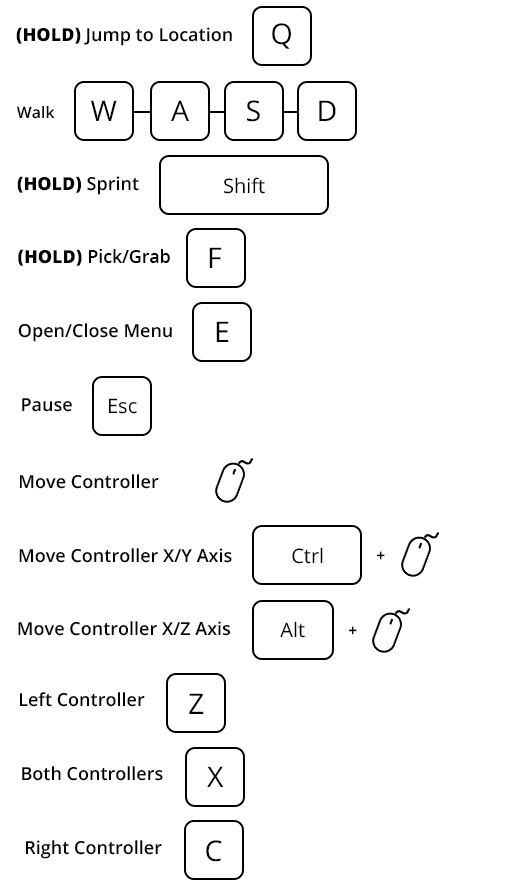 (HOLD) Jump to Location Q
Walk W A S D
(HOLD) Sprint Shift
(HOLD) Pick/Grab F
Open/Close Menu E
Pause Esc
Move Controller
Move Controller X/Y Axis Ctrl +
Move Controller X/Z Axis Alt +
Left Controller Z
Both Controllers X
Right Controller C